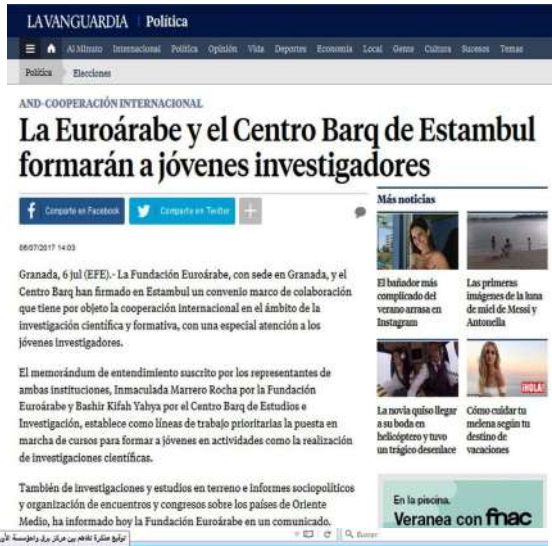 LA VANGUARDIA | Política
Al Minuto Internacional Política Opinión Vida Deportes Economía Local Gente Cultura Sucesos Temas
Política Elecciones
AND-COOPERACIÓN INTERNACIONAL
La Euroárabe y el Centro Barq de Estambul
formarán a jóvenes investigadores
Comparte en Facebook
Comparte en Twitter
06/07/2017 14:03
Granada, 6 jul (EFE).- La Fundación Euroárabe, con sede en Granada, y el
Centro Barq han firmado en Estambul un convenio marco de colaboración
que tiene por objeto la cooperación internacional en el ámbito de la
investigación científica y formativa, con una especial atención a los
jóvenes investigadores.
El memorándum de entendimiento suscrito por los representantes de
ambas instituciones, Inmaculada Marrero Rocha por la Fundación
Euroárabe y Bashir Kifah Yahya por el Centro Barq de Estudios e
Investigación, establece como líneas de trabajo prioritarias la puesta en
marcha de cursos para formar a jóvenes en actividades como la realización
de investigaciones científicas.
También de investigaciones y estudios en terreno e informes sociopolíticos
y organización de encuentros y congresos sobre los países de Oriente
Medio, ha informado hoy la Fundación Euroárabe en un comunicado.
Más noticias
El bañador más
complicado del
verano arrasa en
Instagram
Las primeras
imágenes de la luna
de miel de Messi y
Antonella
¡HOLA!
La novia quiso llegar
a su boda en
helicóptero y tuvo
un trágico desenlace
Cómo cuidar tu
melena según tu
destino de
vacaciones
En la piscina.
Veranea con fnac
توقيع مذكرة تفاهم بين مركز برق والمؤسسة
Buscar